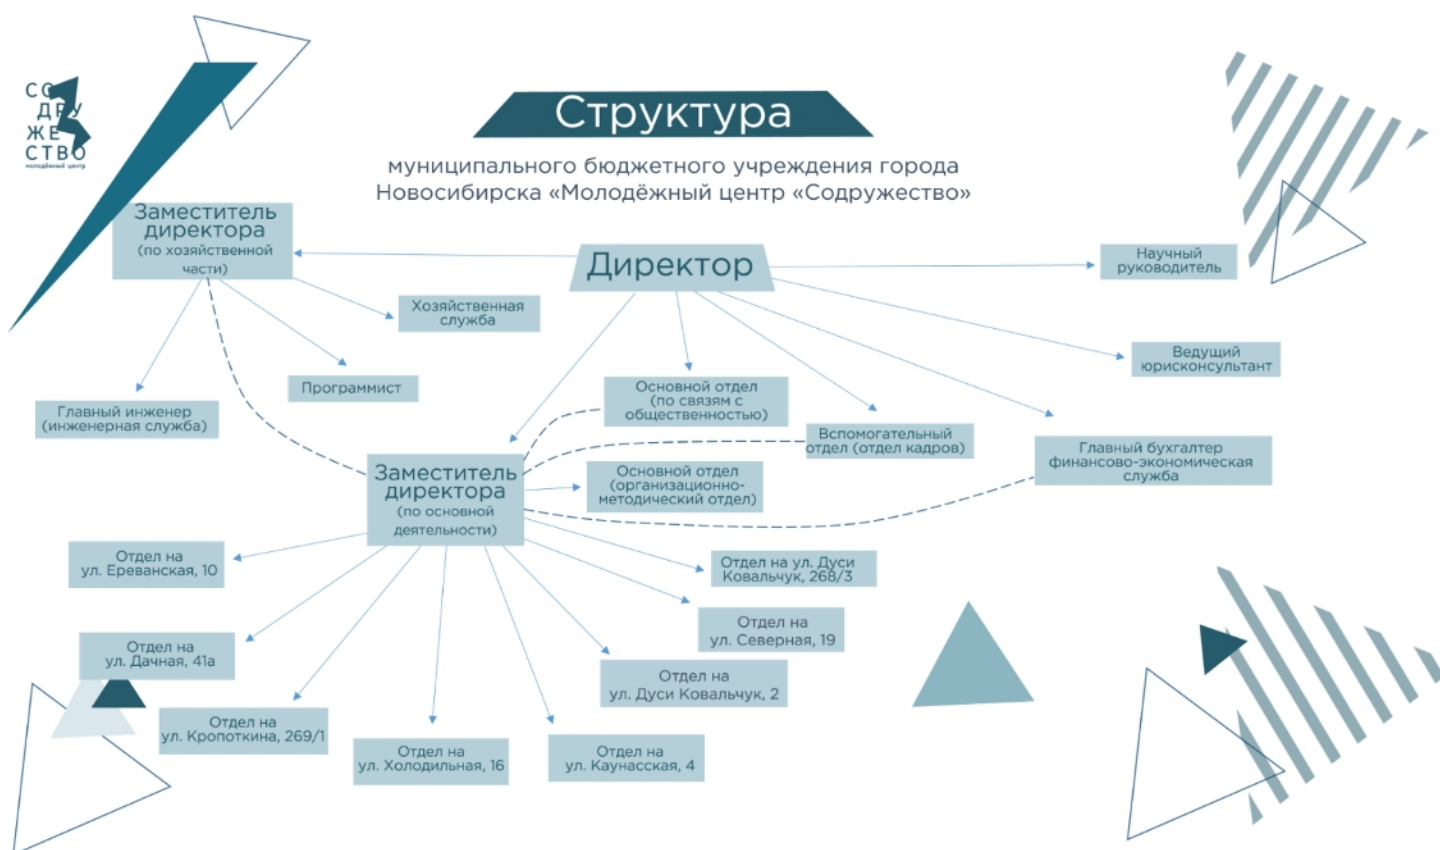 СО
ДРУ
ЖЕ
СТВО
молодёжный центр
Структура
муниципального бюджетного учреждения города
Новосибирска «Молодёжный центр «Содружество»
Заместитель
директора
(по хозяйственной
части)
Директор
Научный
руководитель
Хозяйственная
служба
Ведущий
юрисконсультант
Программист
Главный инженер
(инженерная служба)
Основной отдел
(по связям с
общественностью)
Вспомогательный
отдел (отдел кадров)
Главный бухгалтер
финансово-экономическая
служба
Заместитель
директора
(по основной
деятельности)
Основной отдел
(организационно-
методический отдел)
Отдел на
ул. Ереванская, 10
Отдел на ул. Дуси
Ковальчук, 268/3
Отдел на
ул. Северная, 19
Отдел на
ул. Дачная, 41а
Отдел на
ул. Дуси Ковальчук, 2
Отдел на
ул. Кропоткина, 269/1
Отдел на
ул. Холодильная, 16
Отдел на
ул. Каунасская, 4